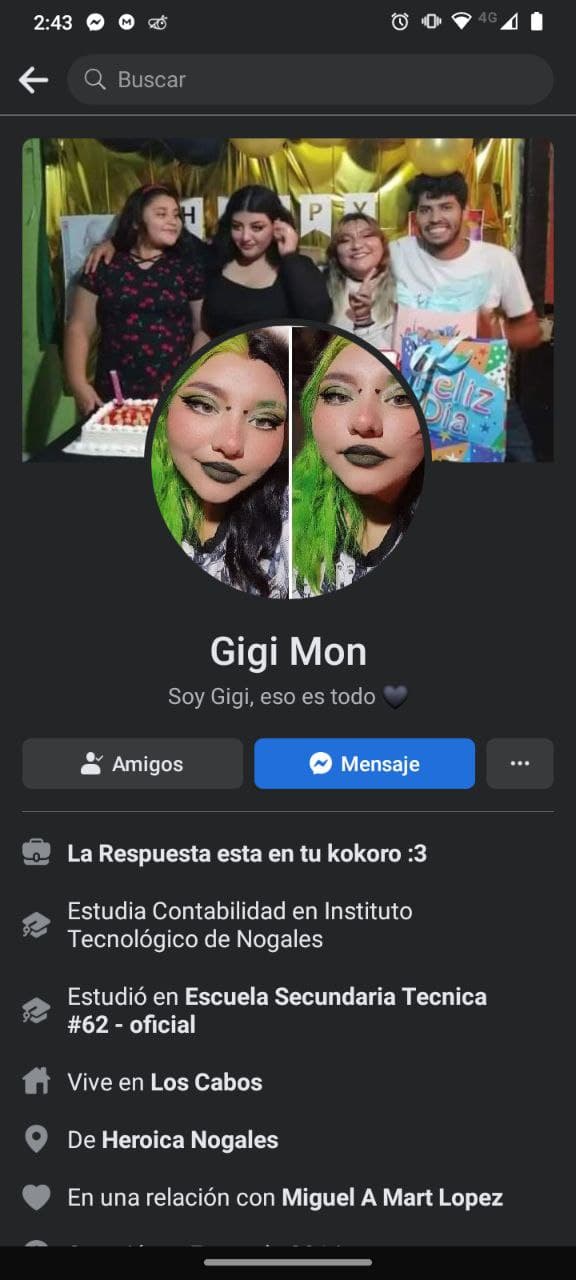 2:43
4G
Buscar
H P Y
Feliz
Día
Gigi Mon
Soy Gigi, eso es todo 🖤
Amigos
Mensaje
La Respuesta esta en tu kokoro :3
Estudia Contabilidad en Instituto
Tecnológico de Nogales
Estudió en Escuela Secundaria Tecnica
#62 - oficial
Vive en Los Cabos
De Heroica Nogales
En una relación con Miguel A Mart Lopez